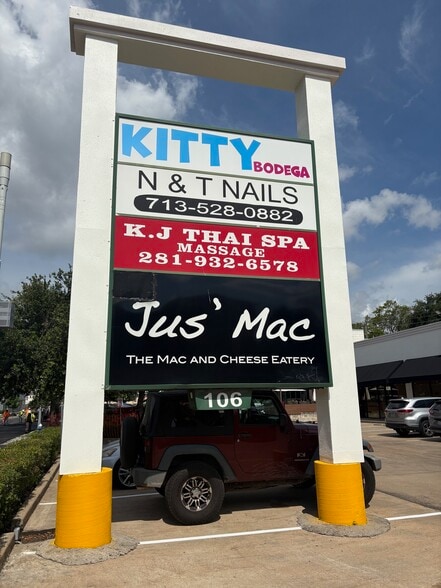 KITTY
BODEGA
N & T NAILS
713-528-0882
K.J THAI SPA
MASSAGE
281-932-6578
Jus' Mac
THE MAC AND CHEESE EATERY
106